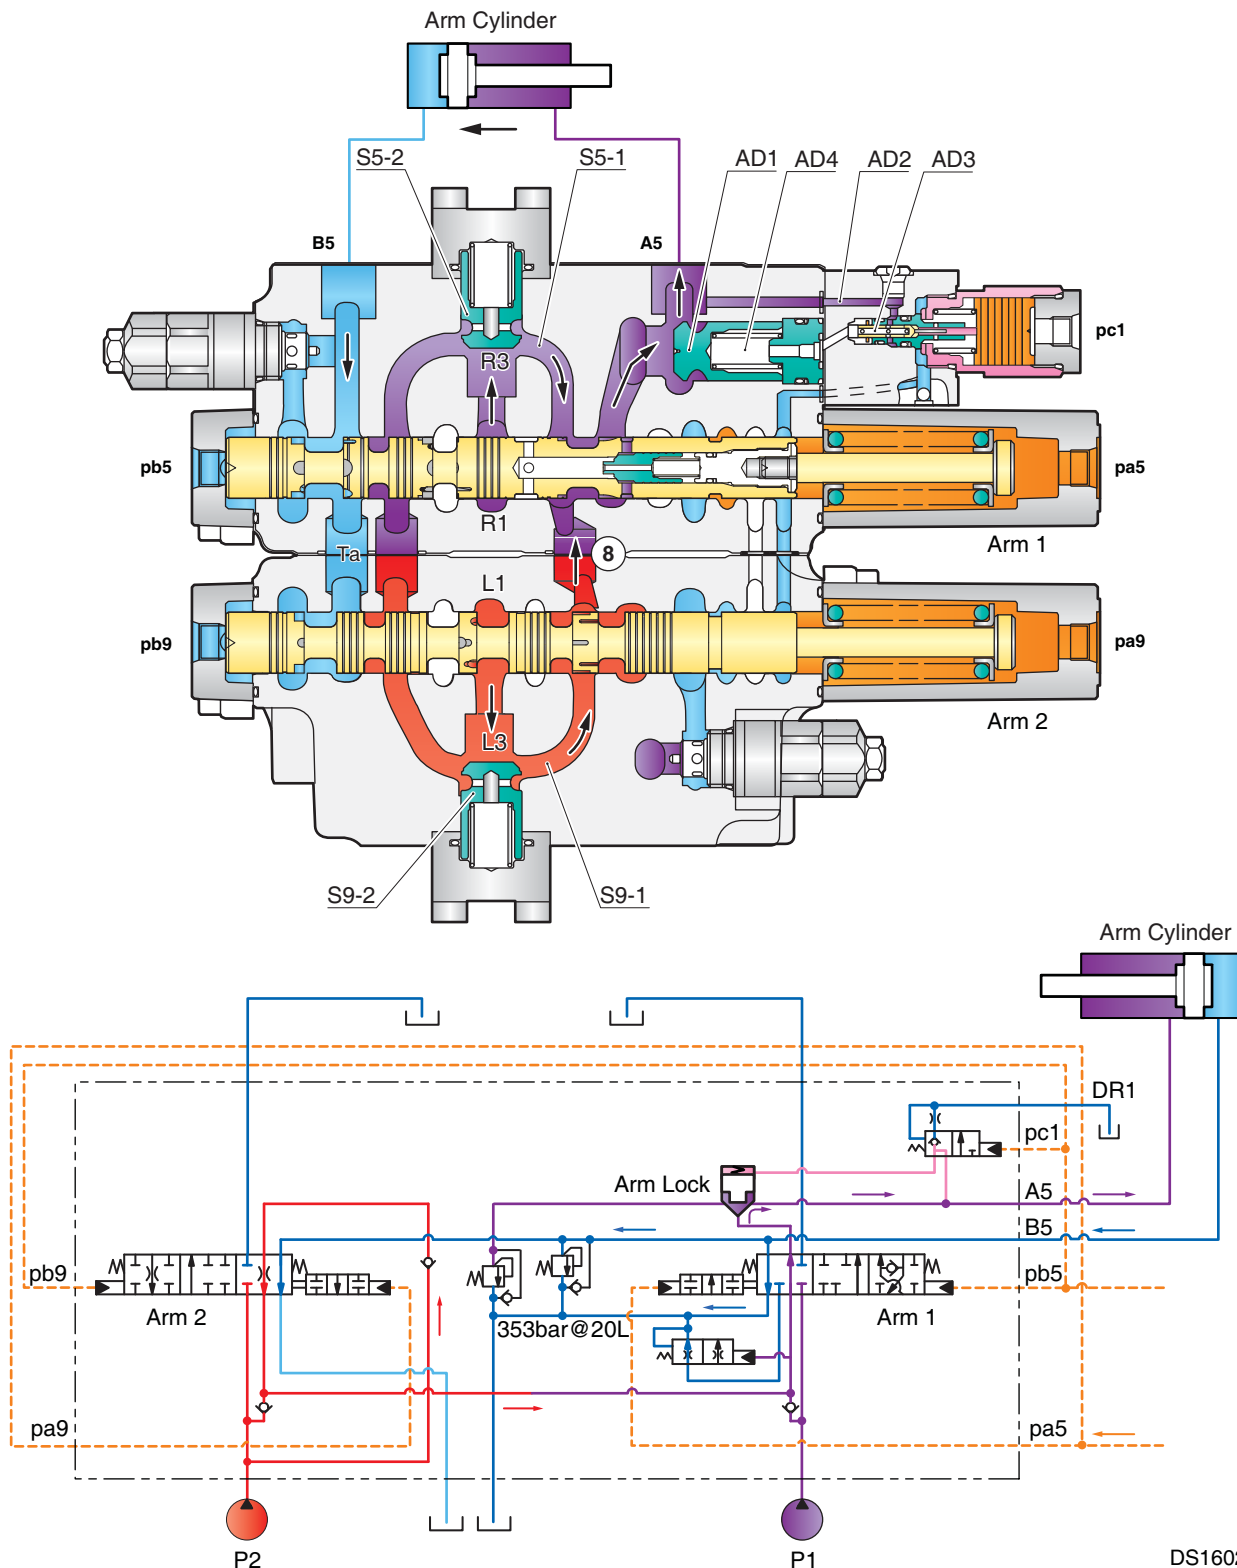 Arm Cylinder
S5-2
S5-1
AD1
AD4
AD2
AD3
B5
A5
pc1
R3
pb5
pa5
R1
Arm 1
Ta
8
L1
pb9
pa9
Arm 2
L3
S9-2
S9-1
Arm Cylinder
DR1
pc1
Arm Lock
A5
B5
pb9
pb5
Arm 2
353bar@20L
Arm 1
pa9
pa5
P2
P1
DS1602